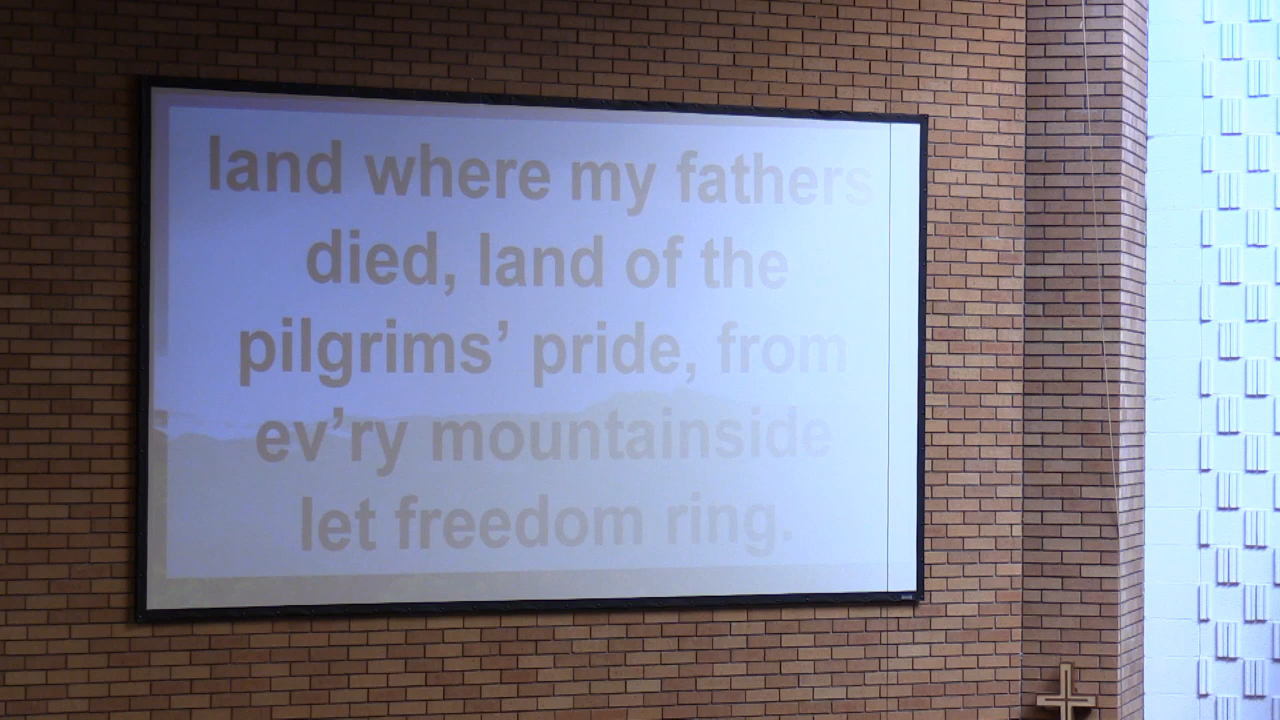 land where my fathers
died, land of the
pilgrims’ pride, from
ev’ry mountainside
let freedom ring.